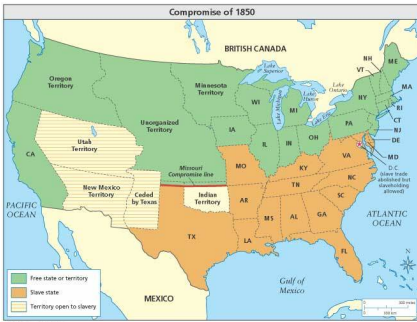 Compromise of 1850
BRITISH CANADA
Oregon
Territory
Minnesota
Territory
Unorganized
Territory
Utah
Territory
New Mexico
Territory
Ceded
by Texas
Missouri
Compromise line
Indian
Territory
Lake
Superior
Lake Michigan
Lake
Huron
Lake
Ontario
Lake Erie
CA
TX
IA
WI
MI
IL
IN
OH
MO
AR
LA
KY
TN
MS
AL
GA
FL
SC
NC
VA
PA
NY
VT
NH
ME
MA
RI
CT
NJ
DE
MD
D.C.
(slave trade
abolished but
slaveholding
allowed)
PACIFIC
OCEAN
ATLANTIC
OCEAN
Gulf of
Mexico
MEXICO
Free state or territory
Slave state
Territory open to slavery
N